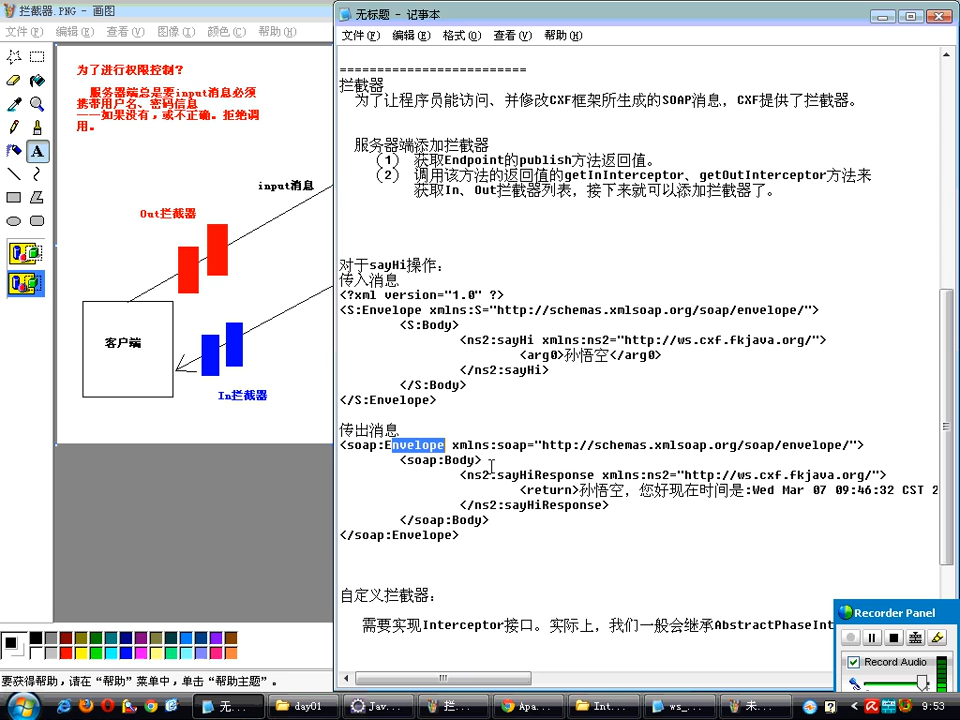 拦截器.PNG - 画图
文件(F) 编辑(E) 查看(V) 图像(I) 颜色(C) 帮助(H)
为了进行权限控制?
服务器端总是要input消息必须
携带用户名、密码信息
——如果没有,或不正确。拒绝调
用。
input消息
Out拦截器
客户端
In拦截器
要获得帮助,请在“帮助”菜单中,单击“帮助主题”。
无标题 - 记事本
文件(F) 编辑(E) 格式(O) 查看(V) 帮助(H)
=========================
拦截器
为了让程序员能访问、并修改CXF框架所生成的SOAP消息,CXF提供了拦截器。
服务器端添加拦截器
(1) 获取Endpoint的publish方法返回值。
(2) 调用该方法的返回值的getInInterceptor、getOutInterceptor方法来
获取In、Out拦截器列表,接下来就可以添加拦截器了。
对于sayHi操作:
传入消息
<?xml version="1.0" ?>
<S:Envelope xmlns:S="http://schemas.xmlsoap.org/soap/envelope/">
<S:Body>
<ns2:sayHi xmlns:ns2="http://ws.cxf.fkjava.org/">
<arg0>孙悟空</arg0>
</ns2:sayHi>
</S:Body>
</S:Envelope>
传出消息
<soap:Envelope xmlns:soap="http://schemas.xmlsoap.org/soap/envelope/">
<soap:Body>
<ns2:sayHiResponse xmlns:ns2="http://ws.cxf.fkjava.org/">
<return>孙悟空,您好现在时间是:Wed Mar 07 09:46:32 CST 2
</ns2:sayHiResponse>
</soap:Body>
</soap:Envelope>
自定义拦截器:
需要实现Interceptor接口。实际上,我们一般会继承AbstractPhaseInt
Recorder Panel
Record Audio
无... day01 Jav... 拦... Apa... Int... ws_... 未... 9:53